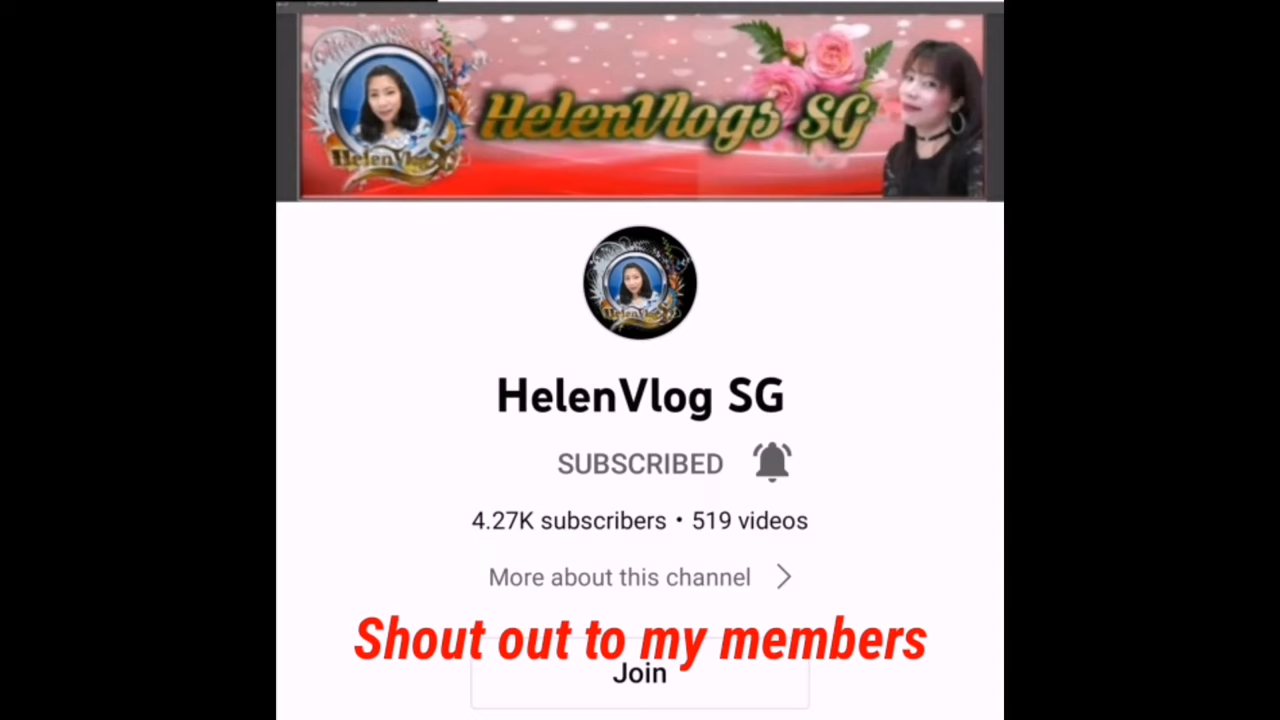 HelenVlogs SG
HelenVlog SG
SUBSCRIBED
4.27K subscribers • 519 videos
More about this channel
Shout out to my members
Join